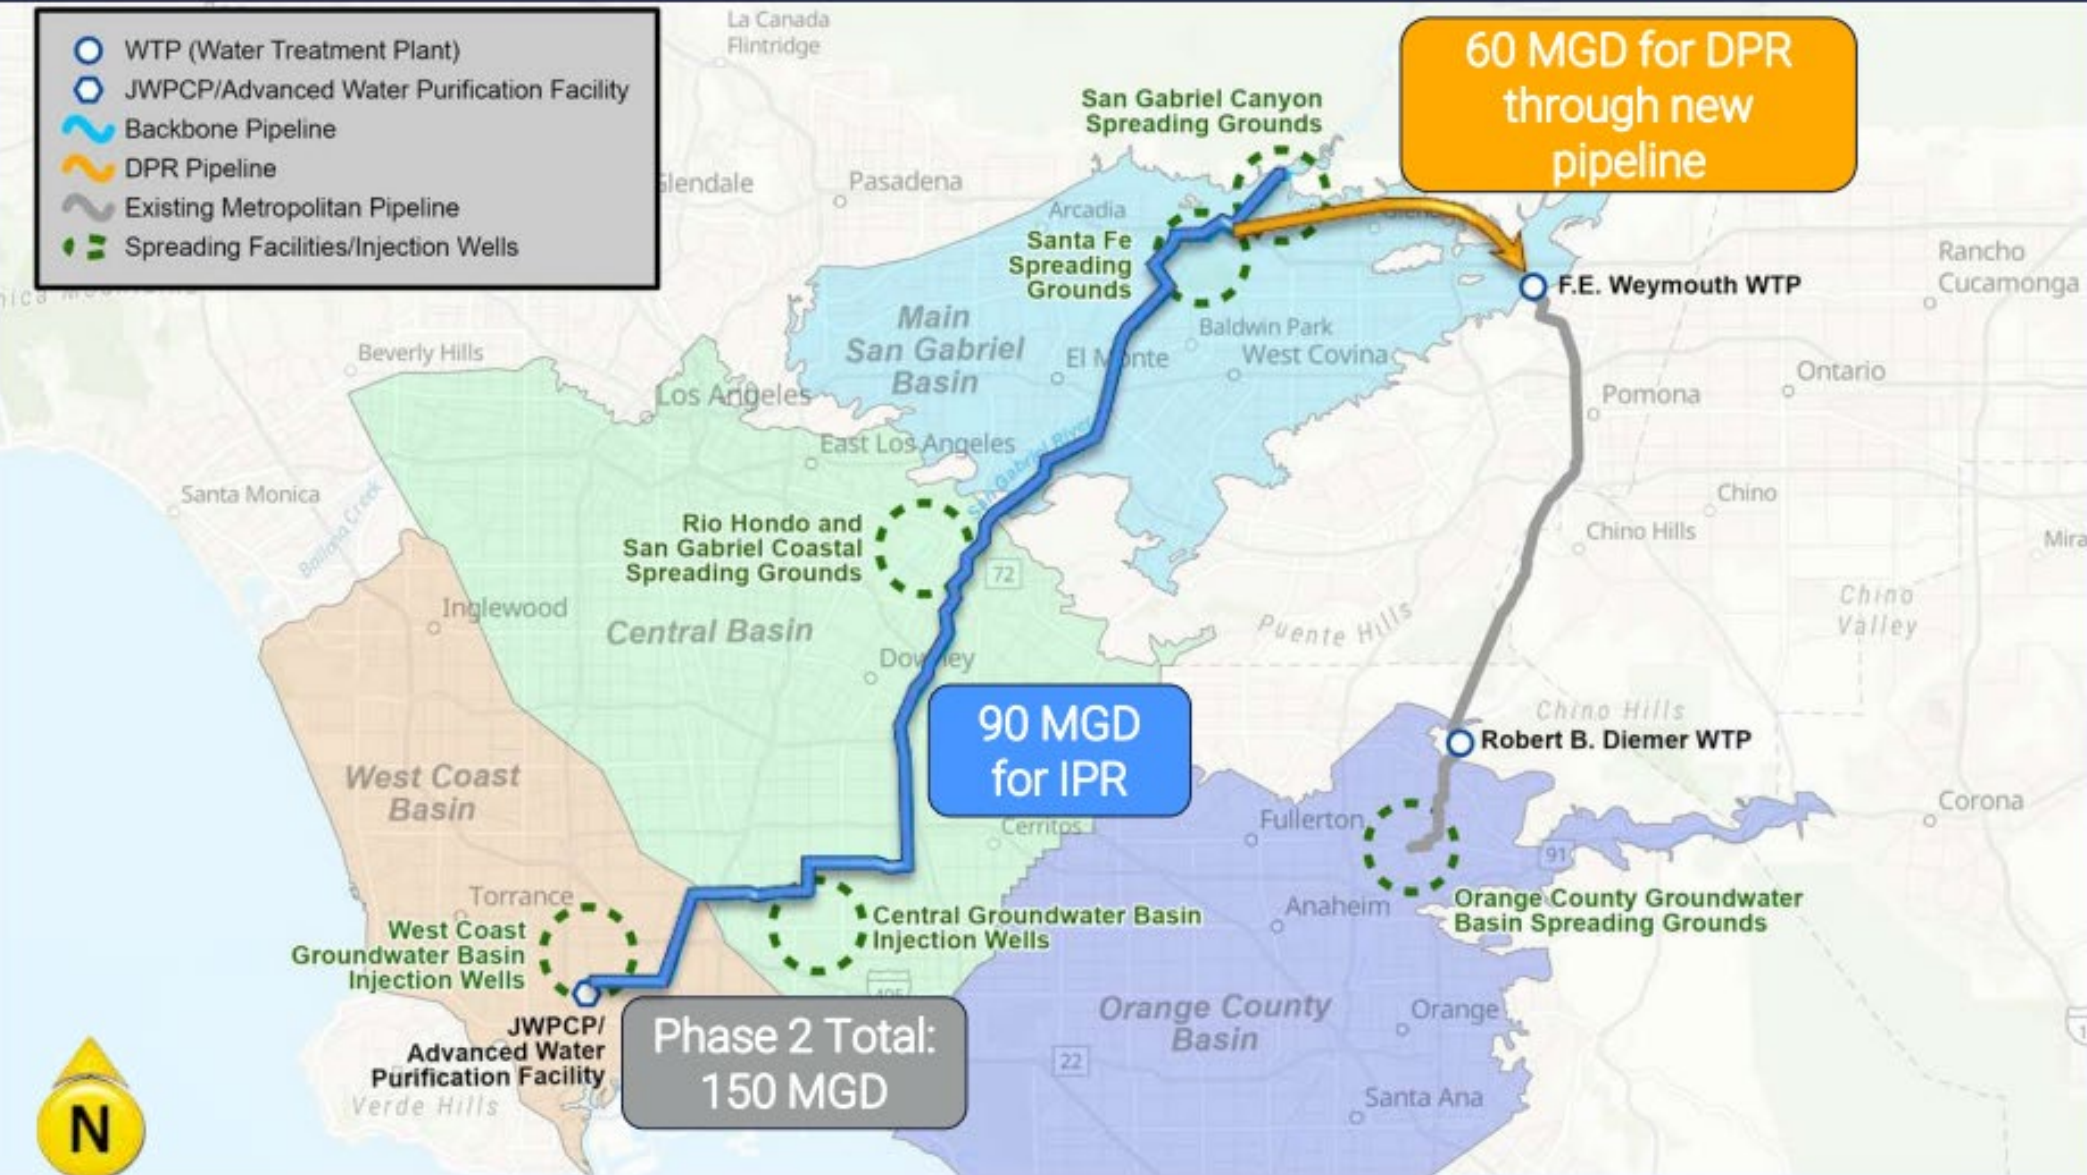 WTP (Water Treatment Plant)
JWPCP/Advanced Water Purification Facility
Backbone Pipeline
DPR Pipeline
Existing Metropolitan Pipeline
Spreading Facilities/Injection Wells
La Canada
Flintridge
60 MGD for DPR
through new
pipeline
San Gabriel Canyon
Spreading Grounds
Glendale
Pasadena
Arcadia
Santa Fe
Spreading
Grounds
Rancho
Cucamonga
F.E. Weymouth WTP
Main
San Gabriel
Basin
Baldwin Park
El Monte
West Covina
Beverly Hills
Los Angeles
Pomona
Ontario
East Los Angeles
San Gabriel River
Santa Monica
Ballona Creek
Chino
Chino Hills
Mira
Rio Hondo and
San Gabriel Coastal
Spreading Grounds
72
Inglewood
Central Basin
Puente Hills
Chino
Valley
Downey
90 MGD
for IPR
Chino Hills
Robert B. Diemer WTP
West Coast
Basin
Cerritos
Fullerton
Corona
91
Torrance
Anaheim
West Coast
Groundwater Basin
Injection Wells
Central Groundwater Basin
Injection Wells
Orange County Groundwater
Basin Spreading Grounds
405
JWPCP/
Advanced Water
Purification Facility
Phase 2 Total:
150 MGD
Orange County
Basin
Orange
22
Verde Hills
Santa Ana
N